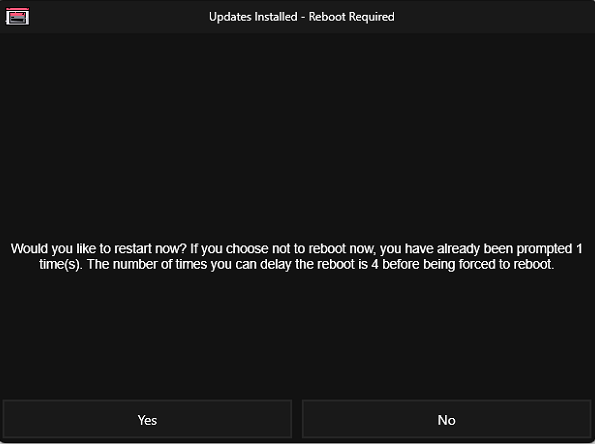 Updates Installed - Reboot Required
Would you like to restart now? If you choose not to reboot now, you have already been prompted 1
time(s). The number of times you can delay the reboot is 4 before being forced to reboot.
Yes
No